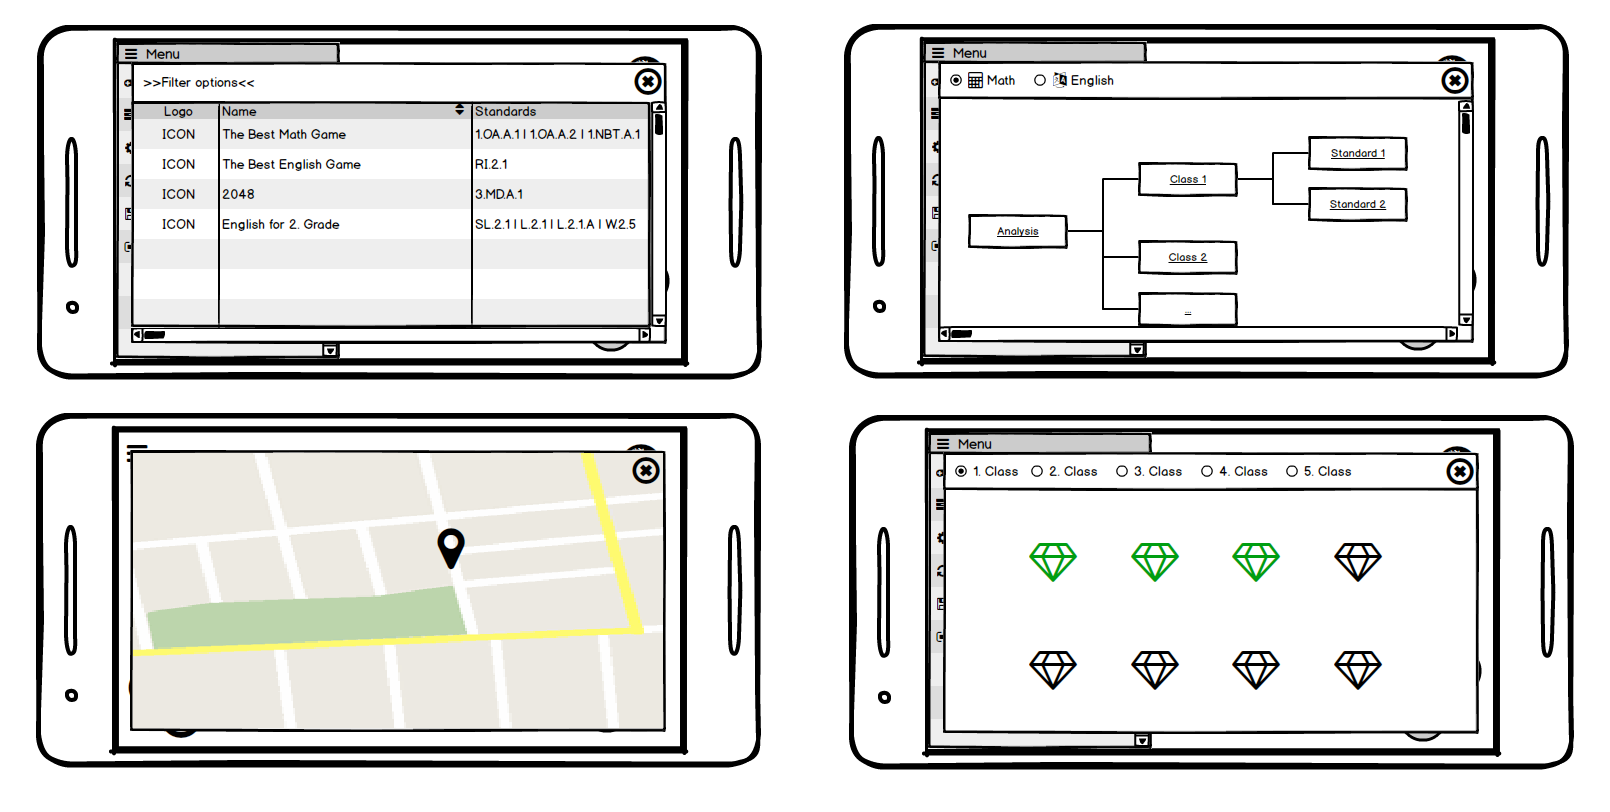 Menu
>>Filter options<<
Logo Name Standards
ICON The Best Math Game 1.OA.A.1 | 1.OA.A.2 | 1.NBT.A.1
ICON The Best English Game RI.2.1
ICON 2048 3.MD.A.1
ICON English for 2. Grade SL.2.1 | L.2.1 | L.2.1.A | W.2.5
Menu
Math English
Standard 1
Class 1
Standard 2
Analysis
Class 2
...
Menu
1. Class 2. Class 3. Class 4. Class 5. Class